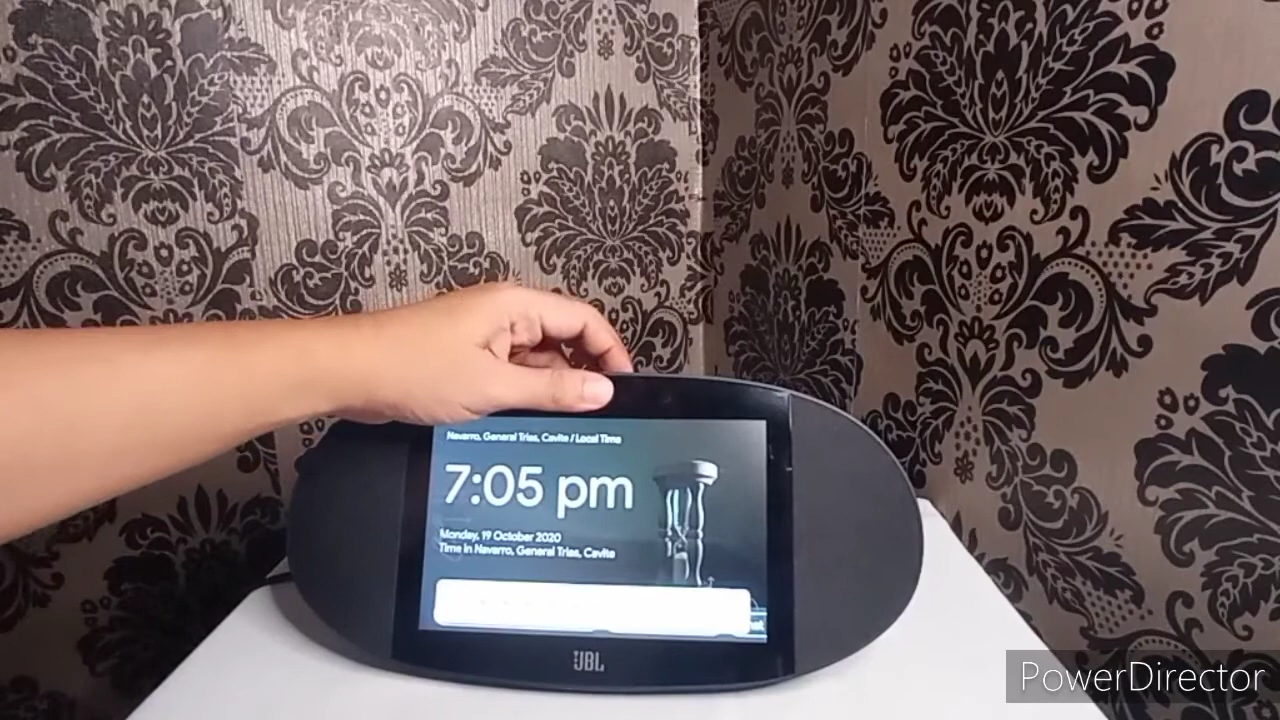 Navarro, General Trias, Cavite / Local Time
7:05 pm
Monday, 19 October 2020
Time in Navarro, General Trias, Cavite
JBL
PowerDirector